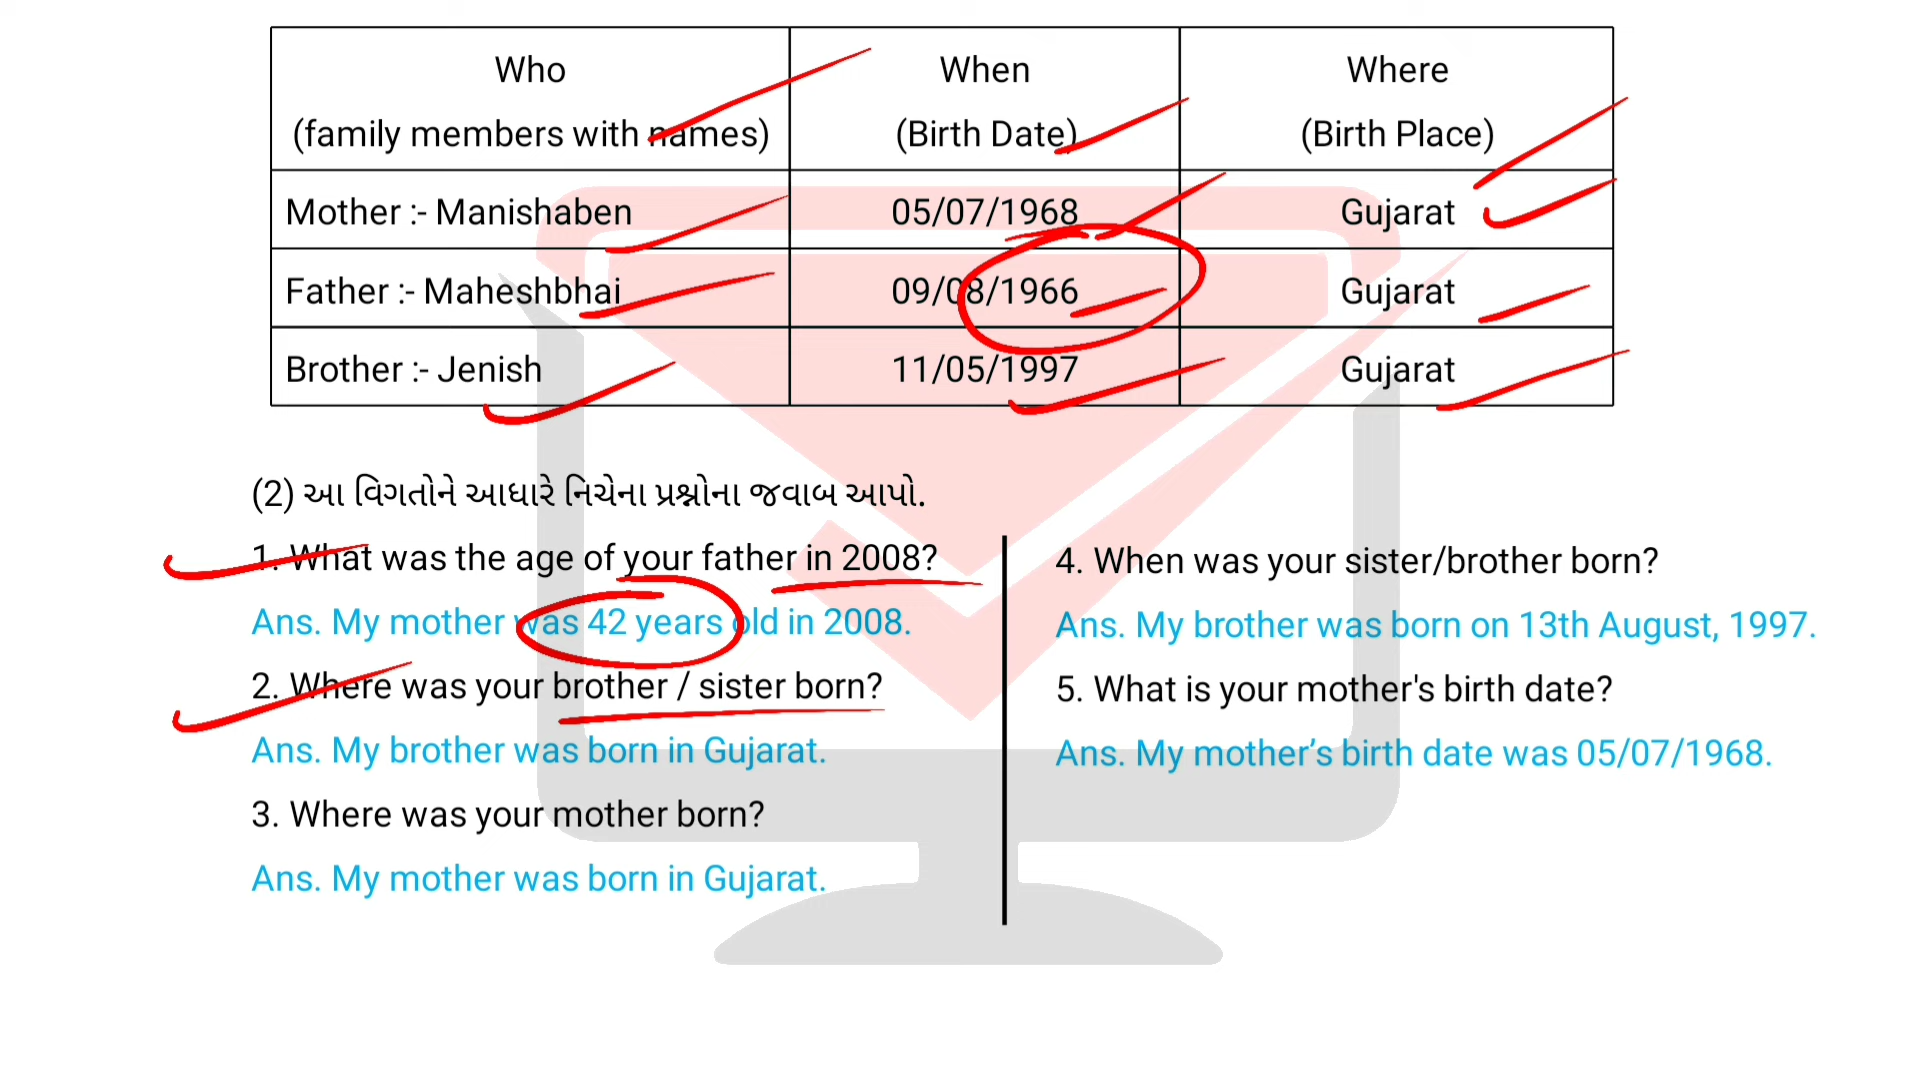 Who
(family members with names)
When
(Birth Date)
Where
(Birth Place)
Mother :- Manishaben
05/07/1968
Gujarat
Father :- Maheshbhai
09/08/1966
Gujarat
Brother :- Jenish
11/05/1997
Gujarat
(2) આ વિગતોને આધારે નિચેના પ્રશ્નોના જવાબ આપો.
1. What was the age of your father in 2008?
Ans. My mother was 42 years old in 2008.
2. Where was your brother / sister born?
Ans. My brother was born in Gujarat.
3. Where was your mother born?
Ans. My mother was born in Gujarat.
4. When was your sister/brother born?
Ans. My brother was born on 13th August, 1997.
5. What is your mother's birth date?
Ans. My mother’s birth date was 05/07/1968.